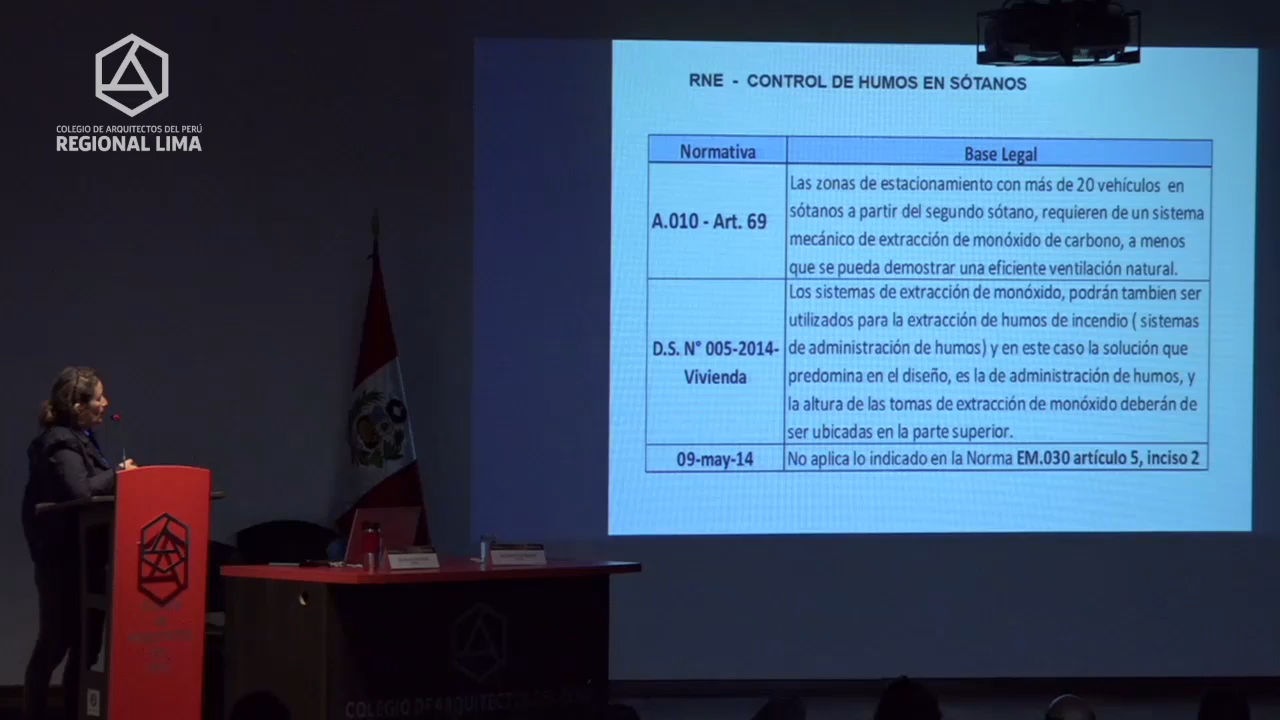 COLEGIO DE ARQUITECTOS DEL PERÚ
REGIONAL LIMA
RNE - CONTROL DE HUMOS EN SÓTANOS
Normativa
Base Legal
A.010 - Art. 69
Las zonas de estacionamiento con más de 20 vehículos en
sótanos a partir del segundo sótano, requieren de un sistema
mecánico de extracción de monóxido de carbono, a menos
que se pueda demostrar una eficiente ventilación natural.
D.S. N° 005-2014-
Vivienda
Los sistemas de extracción de monóxido, podrán tambien ser
utilizados para la extracción de humos de incendio ( sistemas
de administración de humos) y en este caso la solución que
predomina en el diseño, es la de administración de humos, y
la altura de las tomas de extracción de monóxido deberán de
ser ubicadas en la parte superior.
09-may-14
No aplica lo indicado en la Norma EM.030 artículo 5, inciso 2
COLEGIO DE ARQUITECTOS DEL PERÚ